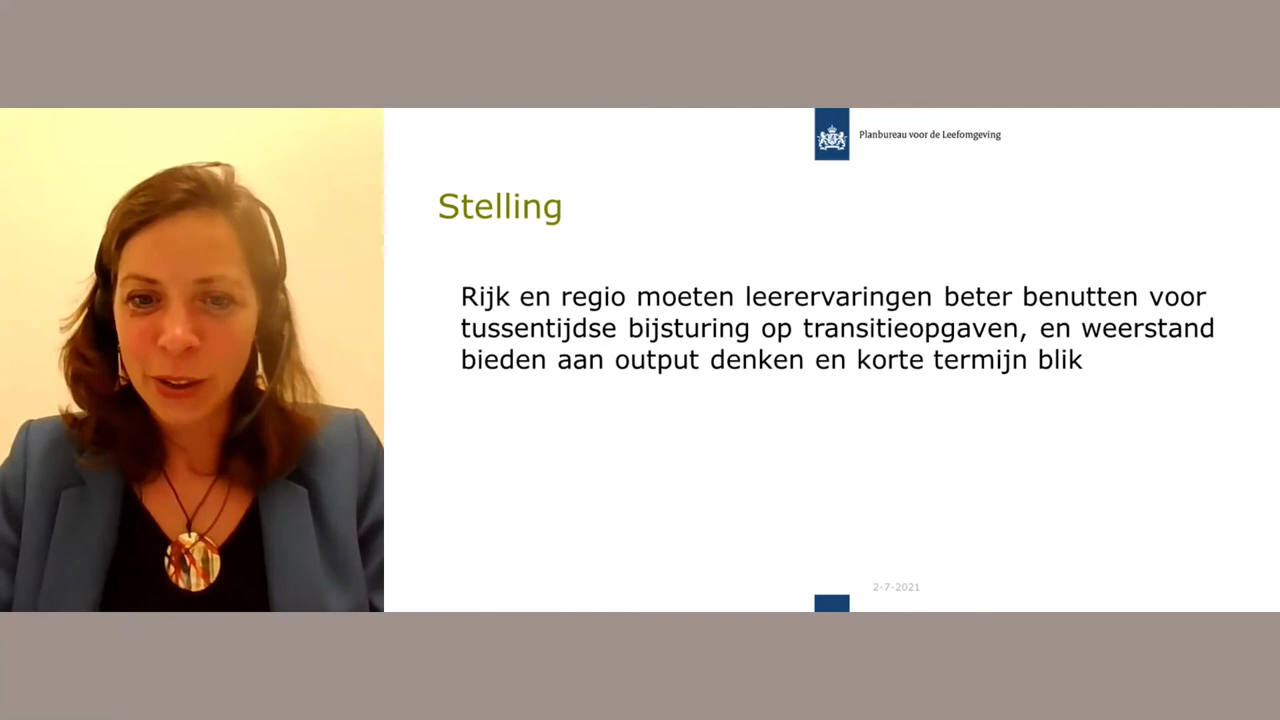 Planbureau voor de Leefomgeving
Stelling
Rijk en regio moeten leerervaringen beter benutten voor
tussentijdse bijsturing op transitieopgaven, en weerstand
bieden aan output denken en korte termijn blik
2-7-2021